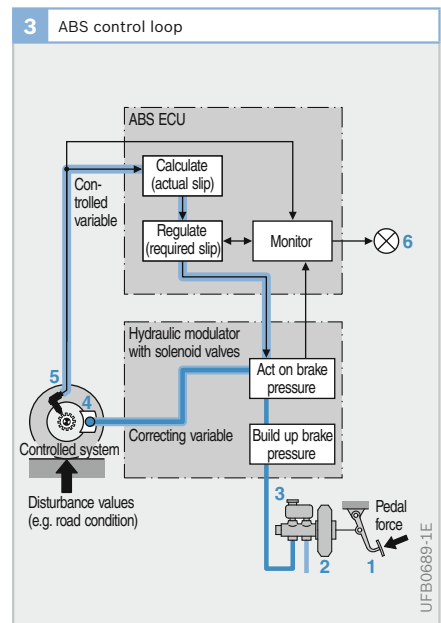 3 ABS control loop
ABS ECU
Calculate
(actual slip)
Con-
trolled
variable
Regulate
(required slip)
Monitor
6
Hydraulic modulator
with solenoid valves
Act on brake
pressure
5
4
Controlled system
Correcting variable
Build up brake
pressure
Disturbance values
(e.g. road condition)
3
Pedal
force
2
1
UFB0689-1E